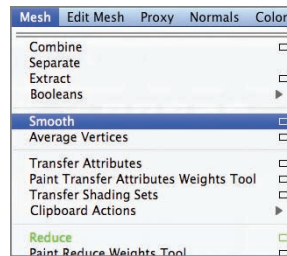 Mesh Edit Mesh Proxy Normals Color
Combine
Separate
Extract
Booleans
Smooth
Average Vertices
Transfer Attributes
Paint Transfer Attributes Weights Tool
Transfer Shading Sets
Clipboard Actions
Reduce
Paint Reduce Weights Tool